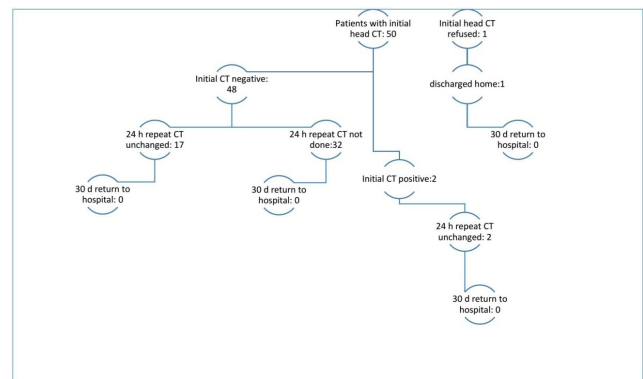 Patients with initial
head CT: 50
Initial head CT
refused: 1
Initial CT negative:
48
discharged home:1
24 h repeat CT
unchanged: 17
24 h repeat CT not
done:32
30 d return to
hospital: 0
30 d return to
hospital: 0
30 d return to
hospital: 0
Initial CT positive:2
24 h repeat CT
unchanged: 2
30 d return to
hospital: 0